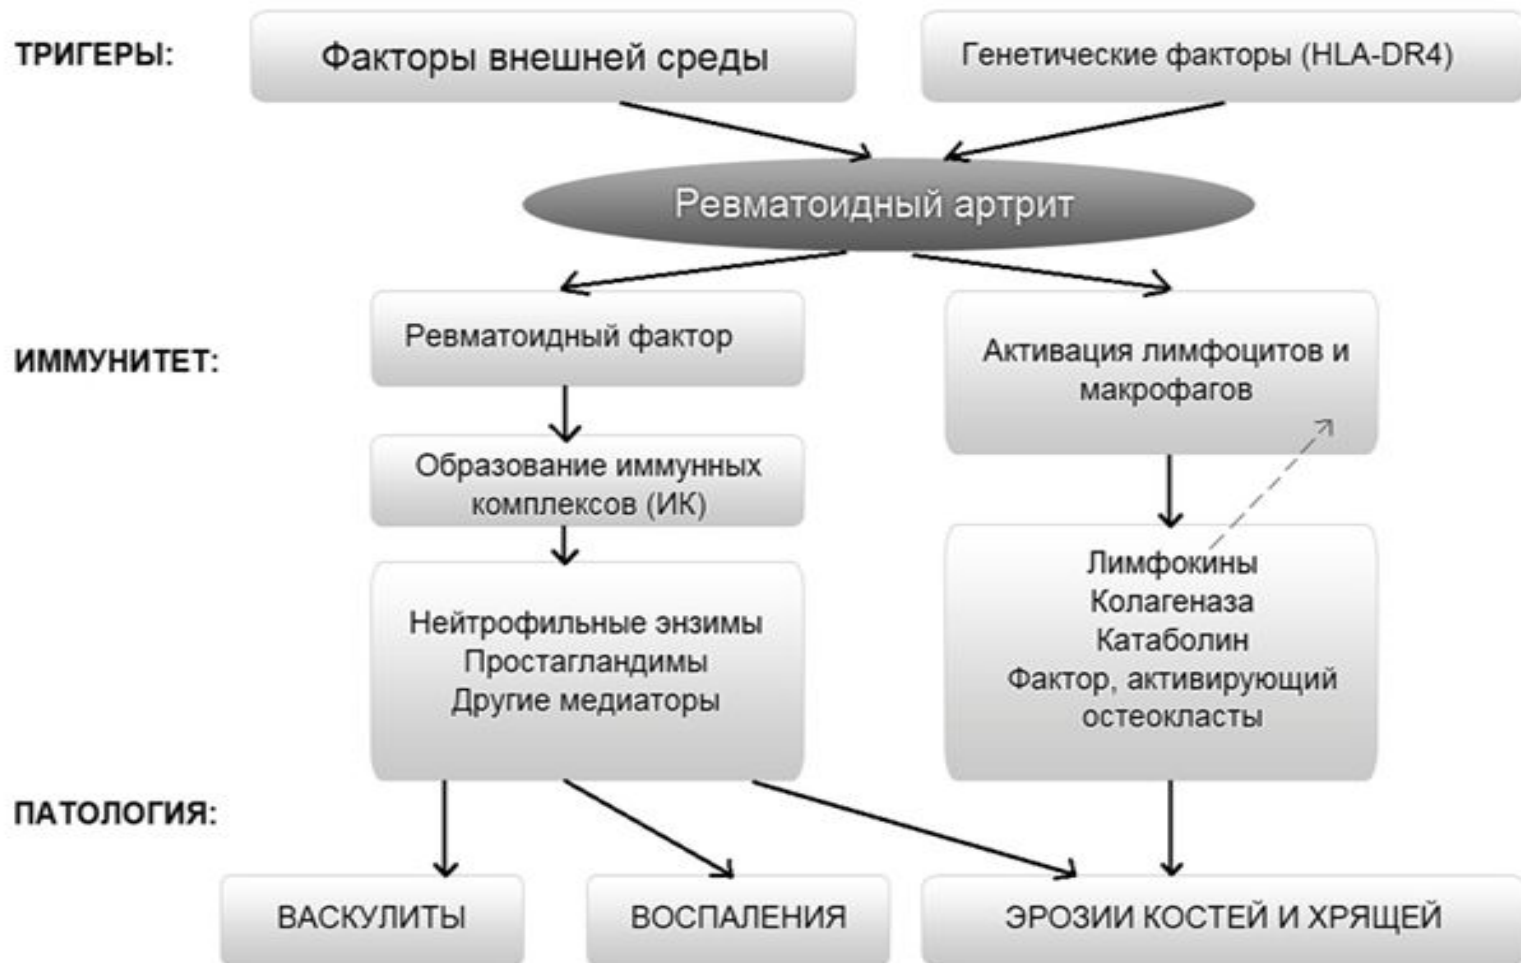 ТРИГЕРЫ:
Факторы внешней среды
Генетические факторы (HLA-DR4)
Ревматоидный артрит
ИММУНИТЕТ:
Ревматоидный фактор
Активация лимфоцитов и
макрофагов
Образование иммунных
комплексов (ИК)
Нейтрофильные энзимы
Простагландимы
Другие медиаторы
Лимфокины
Колагеназа
Катаболин
Фактор, активирующий
остеокласты
ПАТОЛОГИЯ:
ВАСКУЛИТЫ
ВОСПАЛЕНИЯ
ЭРОЗИИ КОСТЕЙ И ХРЯЩЕЙ